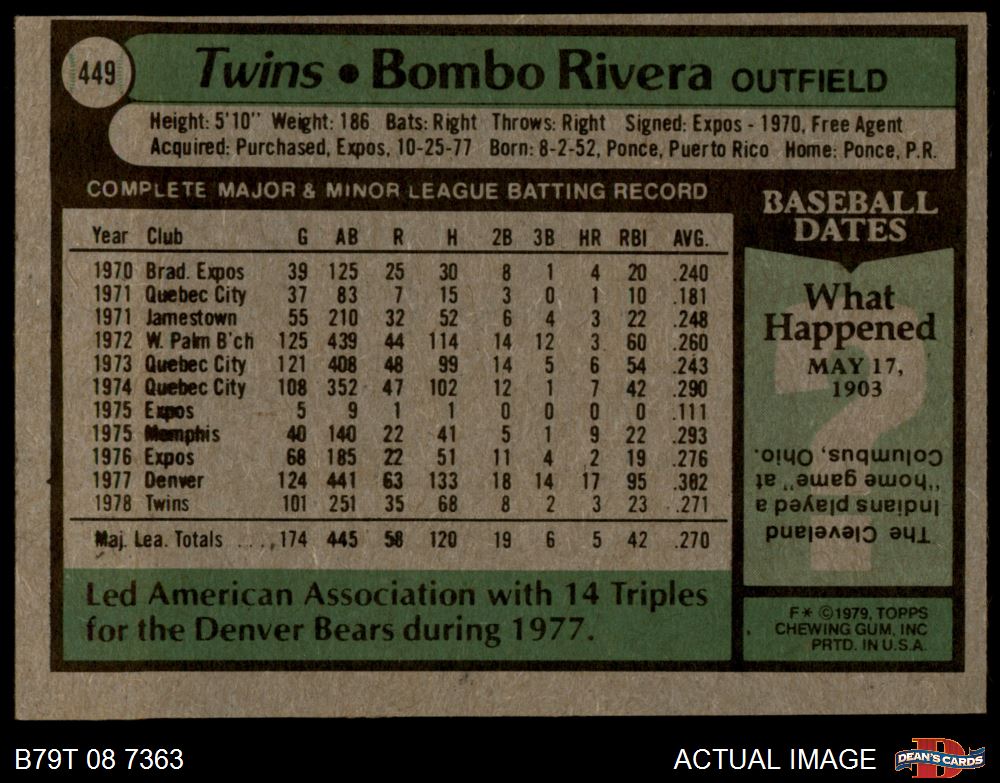 449
Twins • Bombo Rivera OUTFIELD
Height: 5'10" Weight: 186 Bats: Right Throws: Right Signed: Expos - 1970, Free Agent
Acquired: Purchased, Expos, 10-25-77 Born: 8-2-52, Ponce, Puerto Rico Home: Ponce, P.R.
COMPLETE MAJOR & MINOR LEAGUE BATTING RECORD
Year Club G AB R H 2B 3B HR RBI AVG.
1970 Brad. Expos 39 125 25 30 8 1 4 20 .240
1971 Quebec City 37 83 7 15 3 0 1 10 .181
1971 Jamestown 55 210 32 52 6 4 3 22 .248
1972 W. Palm B'ch 125 439 44 114 14 12 3 60 .260
1973 Quebec City 121 408 48 99 14 5 6 54 .243
1974 Quebec City 108 352 47 102 12 1 7 42 .290
1975 Expos 5 9 1 1 0 0 0 0 .111
1975 Memphis 40 140 22 41 5 1 9 22 .293
1976 Expos 68 185 22 51 11 4 2 19 .276
1977 Denver 124 441 63 133 18 14 17 95 .302
1978 Twins 101 251 35 68 8 2 3 23 .271
Maj. Lea. Totals ....,174 445 58 120 19 6 5 42 .270
Led American Association with 14 Triples
for the Denver Bears during 1977.
BASEBALL
DATES
What
Happened
MAY 17,
1903
?
The Cleveland
Indians played a
"home game" at
Columbus, Ohio.
F* ©1979, TOPPS
CHEWING GUM, INC
PRTD. IN U.S.A.
B79T 08 7363
ACTUAL IMAGE
D
DEAN'S CARDS